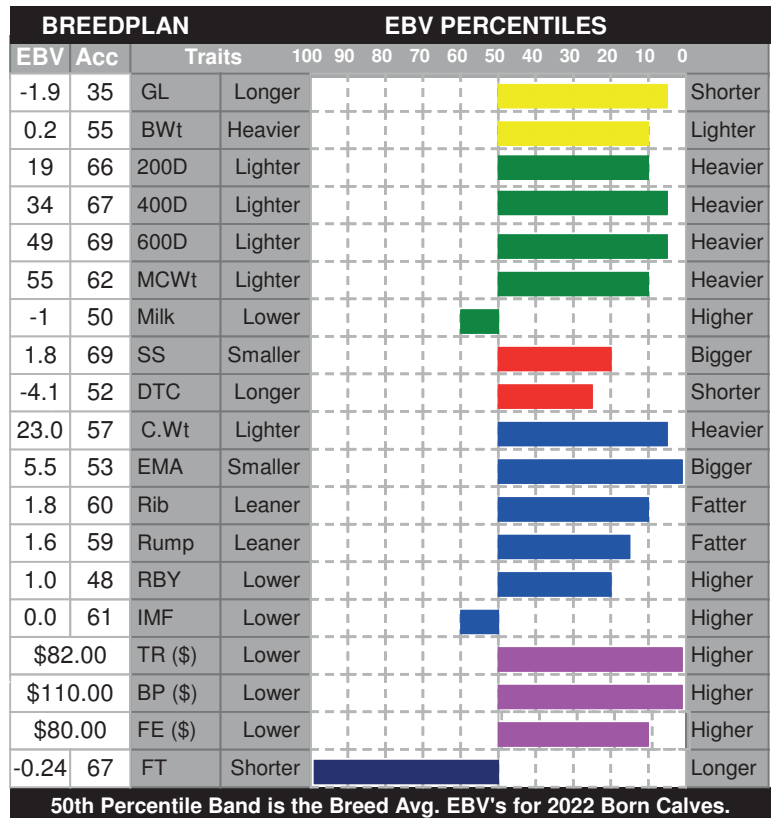 BREEDPLAN EBV PERCENTILES
EBV Acc Traits 100 90 80 70 60 50 40 30 20 10 0
-1.9 35 GL Longer Shorter
0.2 55 BWt Heavier Lighter
19 66 200D Lighter Heavier
34 67 400D Lighter Heavier
49 69 600D Lighter Heavier
55 62 MCWt Lighter Heavier
-1 50 Milk Lower Higher
1.8 69 SS Smaller Bigger
-4.1 52 DTC Longer Shorter
23.0 57 C.Wt Lighter Heavier
5.5 53 EMA Smaller Bigger
1.8 60 Rib Leaner Fatter
1.6 59 Rump Leaner Fatter
1.0 48 RBY Lower Higher
0.0 61 IMF Lower Higher
$82.00 TR ($) Lower Higher
$110.00 BP ($) Lower Higher
$80.00 FE ($) Lower Higher
-0.24 67 FT Shorter Longer
50th Percentile Band is the Breed Avg. EBV's for 2022 Born Calves.